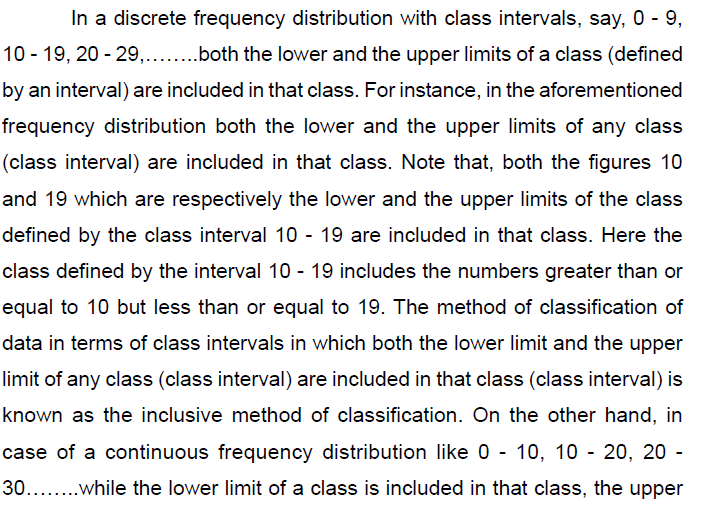 In a discrete frequency distribution with class intervals, say, 0 - 9,
10 - 19, 20 - 29,........both the lower and the upper limits of a class (defined
by an interval) are included in that class. For instance, in the aforementioned
frequency distribution both the lower and the upper limits of any class
(class interval) are included in that class. Note that, both the figures 10
and 19 which are respectively the lower and the upper limits of the class
defined by the class interval 10 - 19 are included in that class. Here the
class defined by the interval 10 - 19 includes the numbers greater than or
equal to 10 but less than or equal to 19. The method of classification of
data in terms of class intervals in which both the lower limit and the upper
limit of any class (class interval) are included in that class (class interval) is
known as the inclusive method of classification. On the other hand, in
case of a continuous frequency distribution like 0 - 10, 10 - 20, 20 -
30........while the lower limit of a class is included in that class, the upper